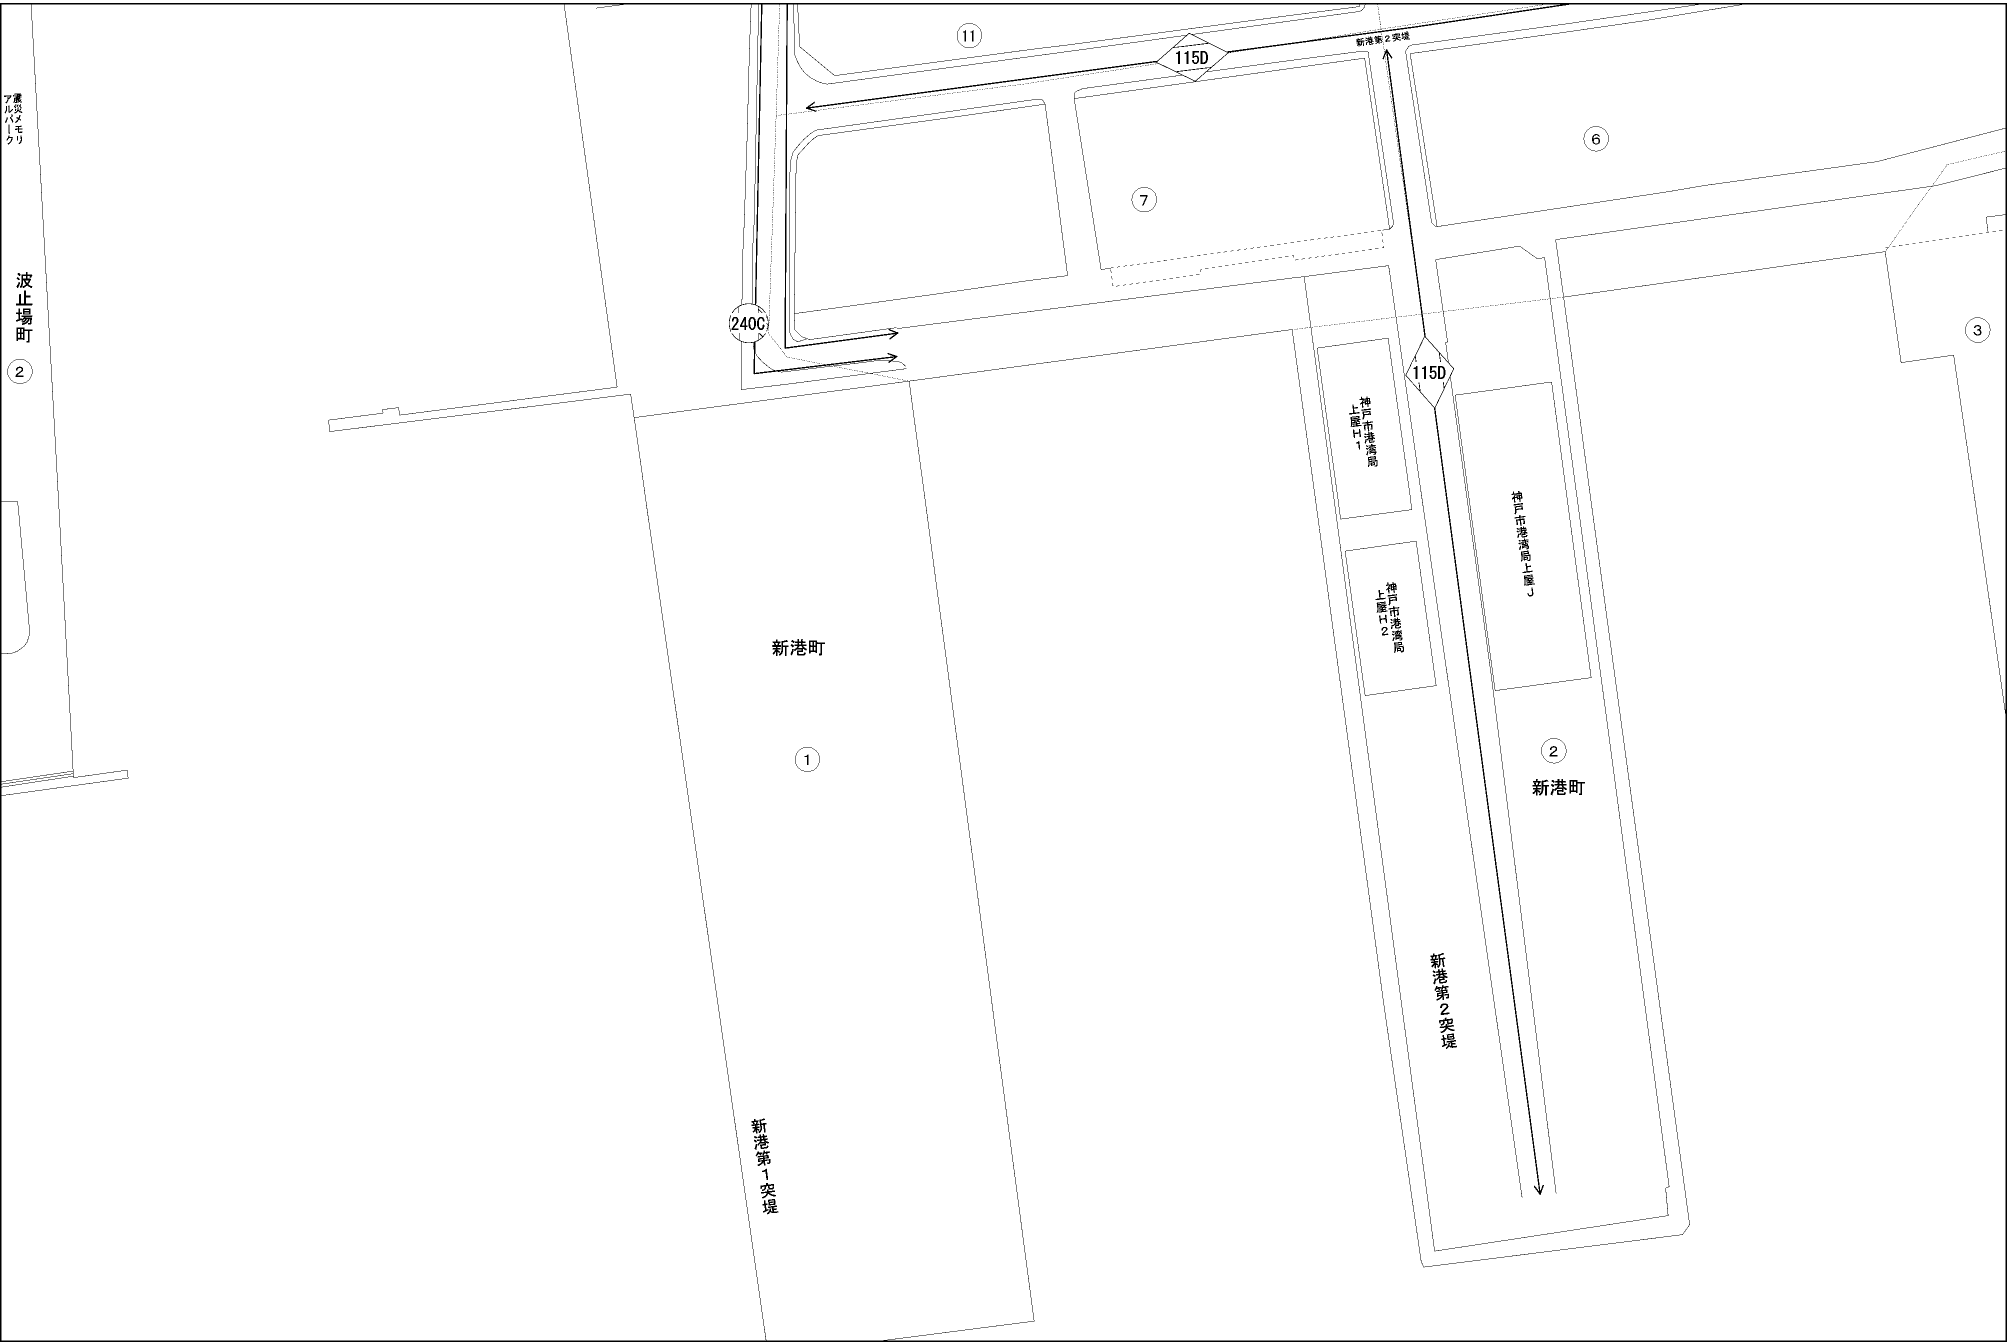 11
115D
新港第2突堤
震災メモリ
アルパーク
6
7
波止場町
2
240C
3
115D
神戸市港湾局
上屋H1
神戸市港湾局上屋J
神戸市港湾局
上屋H2
新港町
1
2
新港町
新港第2突堤
新港第1突堤